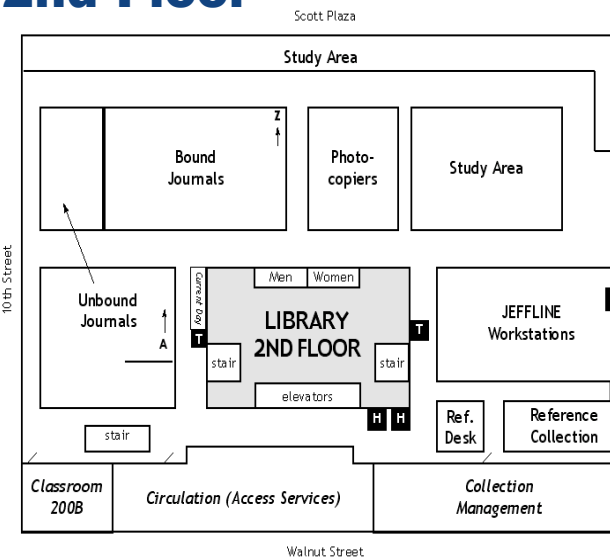 2nd Floor
Scott Plaza
Study Area
Z
Bound
Journals
Photo-
copiers
Study Area
10th Street
Unbound
Journals
A
Current Day
T
Men
Women
LIBRARY
2ND FLOOR
stair
stair
elevators
T
JEFFLINE
Workstations
H
H
Ref.
Desk
Reference
Collection
stair
Classroom
200B
Circulation (Access Services)
Collection
Management
Walnut Street